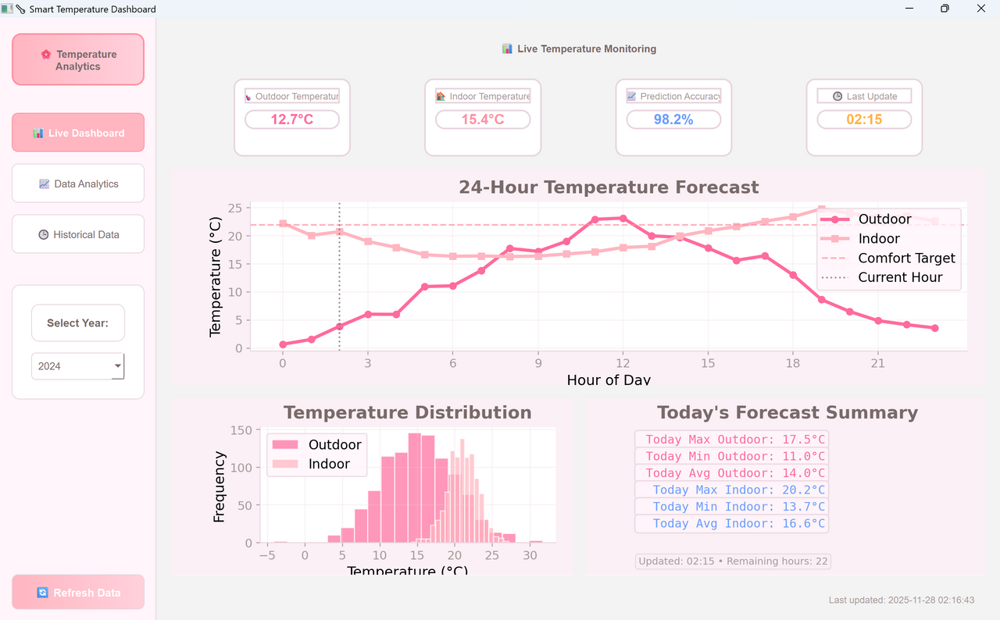 Smart Temperature Dashboard
Temperature
Analytics
Live Dashboard
Data Analytics
Historical Data
Select Year:
2024
Refresh Data
Live Temperature Monitoring
Outdoor Temperatur
12.7°C
Indoor Temperature
15.4°C
Prediction Accuracy
98.2%
Last Update
02:15
24-Hour Temperature Forecast
Temperature (°C)
25
20
15
10
5
0
0 3 6 9 12 15 18 21
Hour of Day
Outdoor
Indoor
Comfort Target
Current Hour
Temperature Distribution
Frequency
150
100
50
0
−5 0 5 10 15 20 25 30
Temperature (°C)
Outdoor
Indoor
Today's Forecast Summary
Today Max Outdoor: 17.5°C
Today Min Outdoor: 11.0°C
Today Avg Outdoor: 14.0°C
Today Max Indoor: 20.2°C
Today Min Indoor: 13.7°C
Today Avg Indoor: 16.6°C
Updated: 02:15 • Remaining hours: 22
Last updated: 2025-11-28 02:16:43